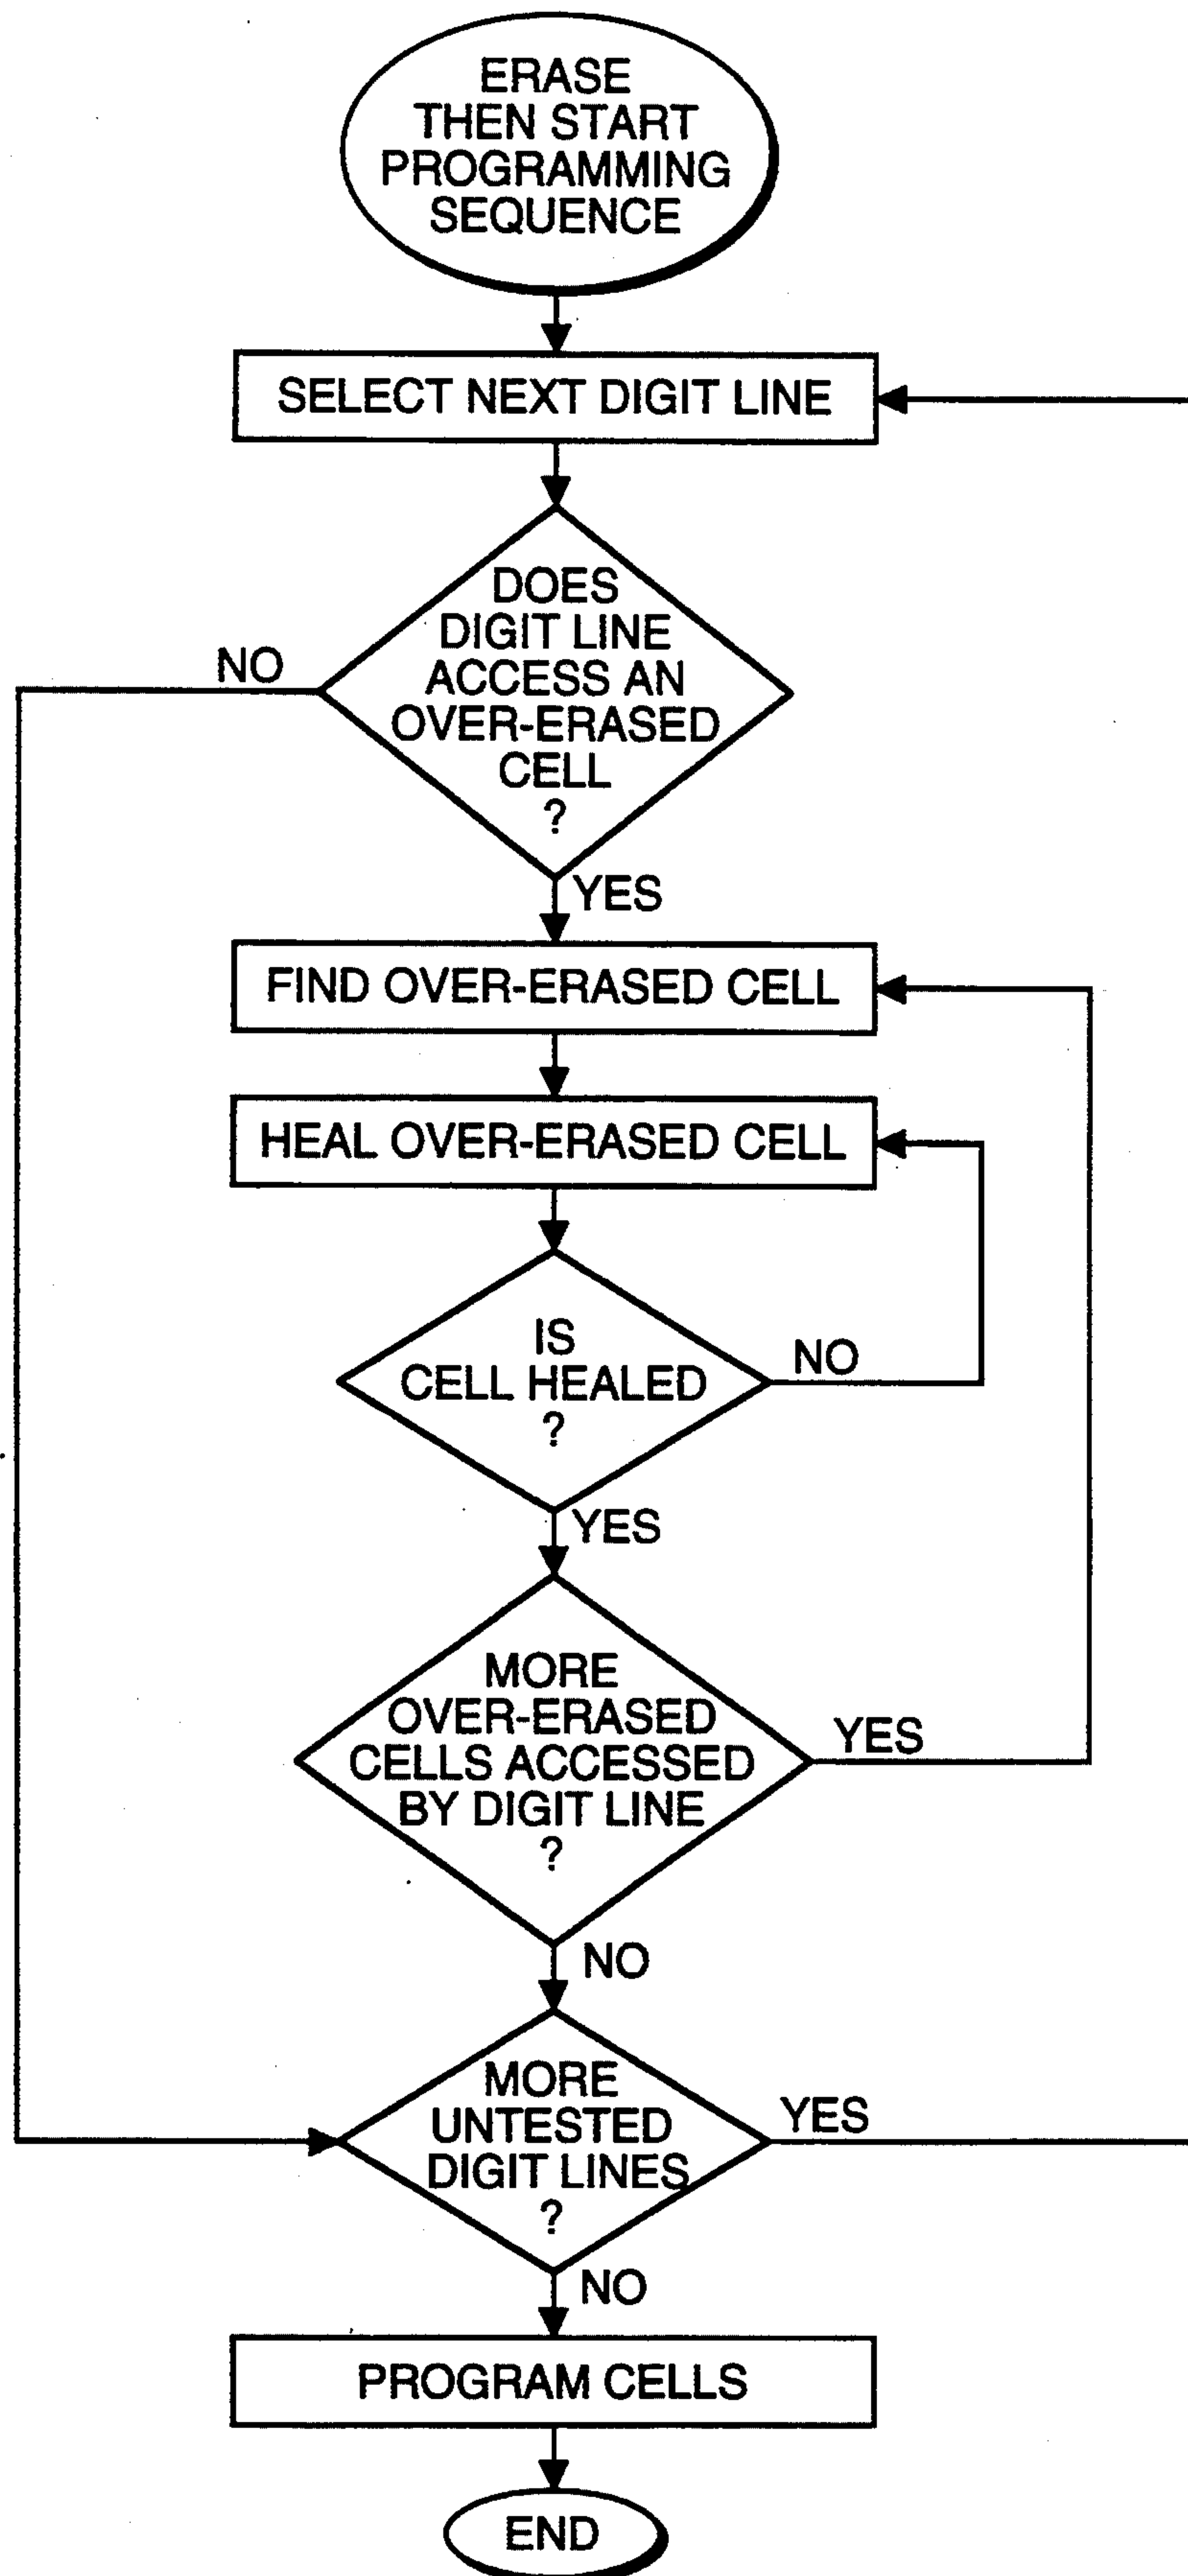 ERASE
THEN START
PROGRAMMING
SEQUENCE
SELECT NEXT DIGIT LINE
DOES
DIGIT LINE
ACCESS AN
OVER-ERASED
CELL
?
NO
YES
FIND OVER-ERASED CELL
HEAL OVER-ERASED CELL
IS
CELL HEALED
?
NO
YES
MORE
OVER-ERASED
CELLS ACCESSED
BY DIGIT LINE
?
YES
NO
MORE
UNTESTED
DIGIT LINES
?
YES
NO
PROGRAM CELLS
END